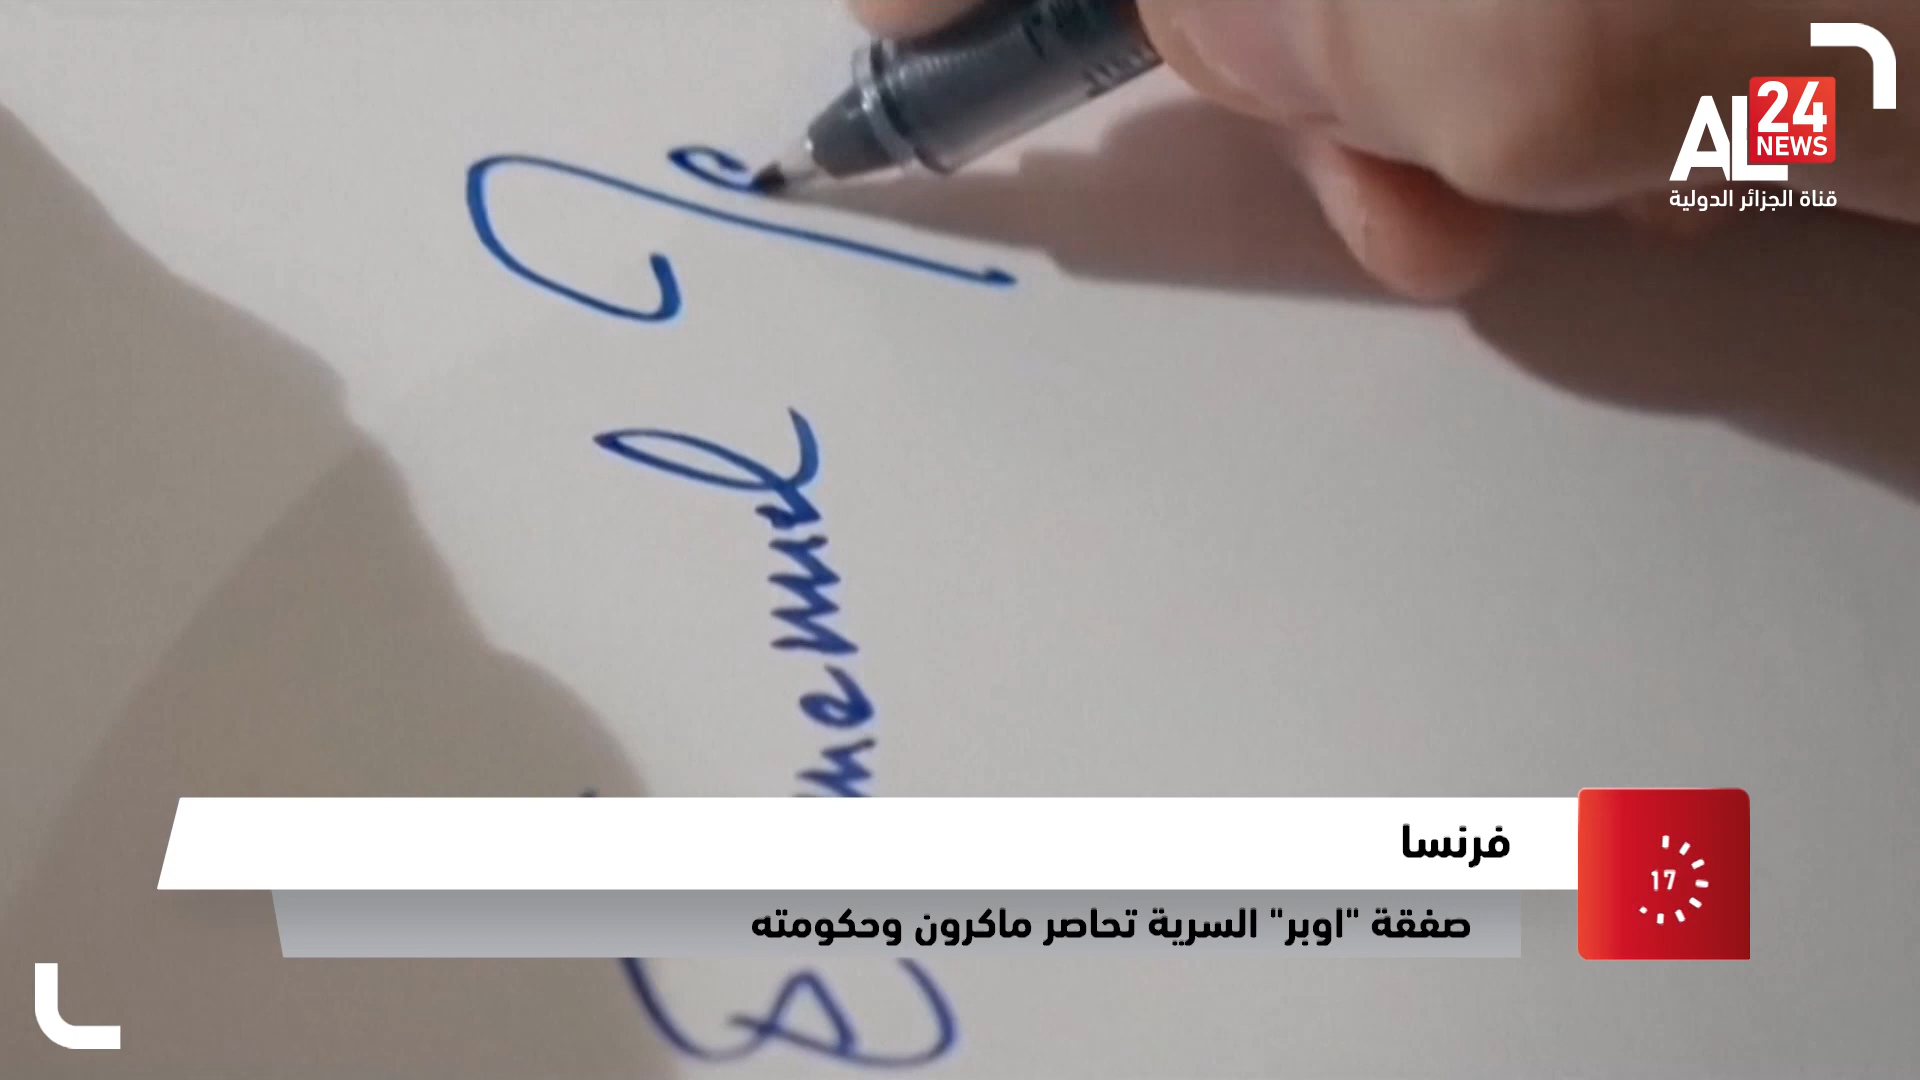 AL
24
NEWS
قناة الجزائر الدولية
فرنسا
17
صفقة "اوبر" السرية تحاصر ماكرون وحكومته